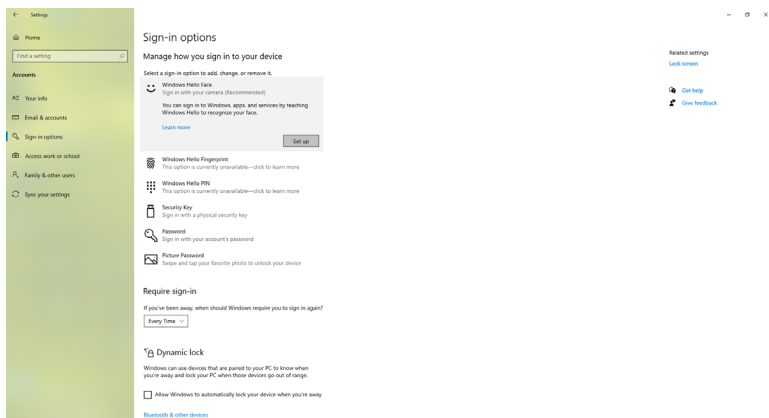 Settings
Home
Find a setting
Accounts
Your info
Email & accounts
Sign-in options
Access work or school
Family & other users
Sync your settings
Sign-in options
Manage how you sign in to your device
Select a sign-in option to add, change, or remove it.
Windows Hello Face
Sign in with your camera (Recommended)
You can sign in to Windows, apps, and services by teaching
Windows Hello to recognize your face.
Learn more
Set up
Windows Hello Fingerprint
This option is currently unavailable—click to learn more
Windows Hello PIN
This option is currently unavailable—click to learn more
Security Key
Sign in with a physical security key
Password
Sign in with your account's password
Picture Password
Swipe and tap your favorite photo to unlock your device
Require sign-in
If you've been away, when should Windows require you to sign in again?
Every Time
Dynamic lock
Windows can use devices that are paired to your PC to know when
you're away and lock your PC when those devices go out of range.
Allow Windows to automatically lock your device when you're away
Bluetooth & other devices
Related settings
Lock screen
Get help
Give feedback